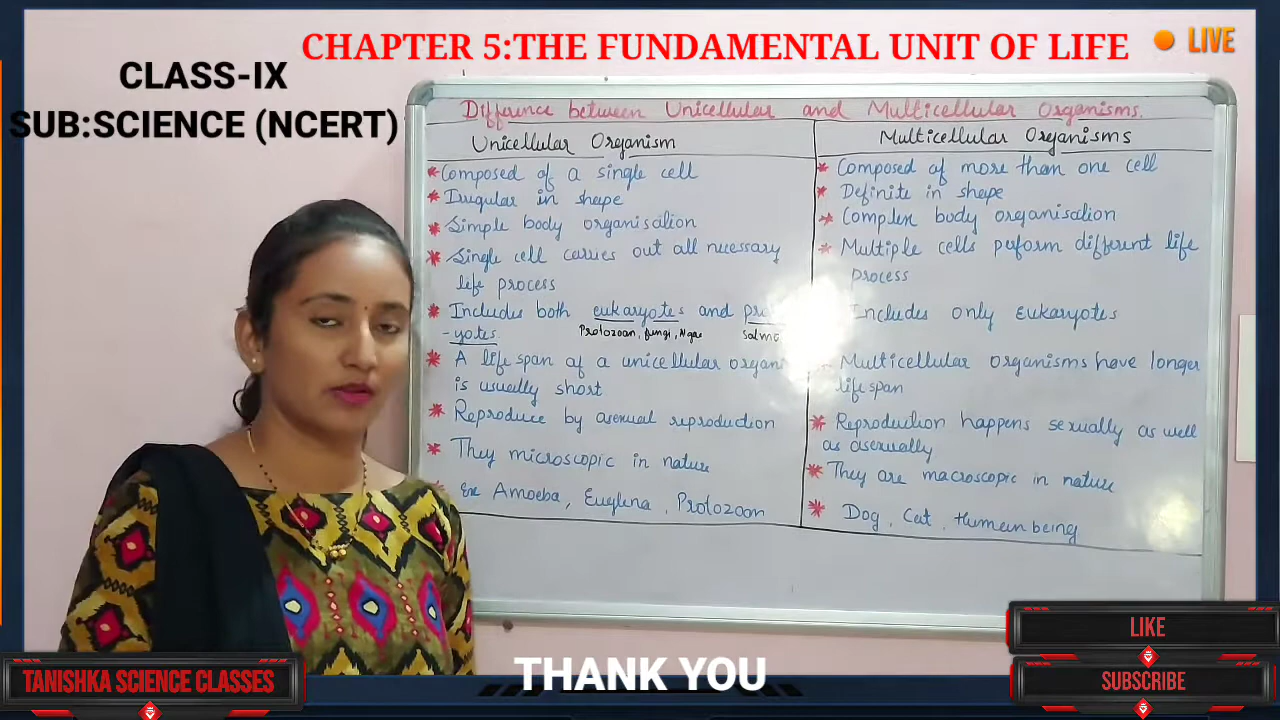 CHAPTER 5:THE FUNDAMENTAL UNIT OF LIFE
LIVE
CLASS-IX
SUB:SCIENCE (NCERT)
Difference between Unicellular and Multicellular Organisms.
Unicellular Organism
* Composed of a single cell
* Irregular in shape
* Simple body organisation
* Single cell carries out all necessary
life process
* Includes both eukaryotes and
-yotes
Protozoan, fungi, Algae
* A life span of a unicellular
is usually short
* Reproduce by asexual reproduction
* They microscopic in nature
* Ex Amoeba, Euglena, Protozoan
Multicellular Organisms
* Composed of more than one cell
* Definite in shape
* Complex body organisation
* Multiple cells perform different life
process
Includes only eukaryotes
Multicellular organisms have longer
life span
* Reproduction happens sexually as well
as asexually
* They are macroscopic in nature
* Dog, Cat, Human being
THANK YOU
TANISHKA SCIENCE CLASSES
LIKE
SUBSCRIBE